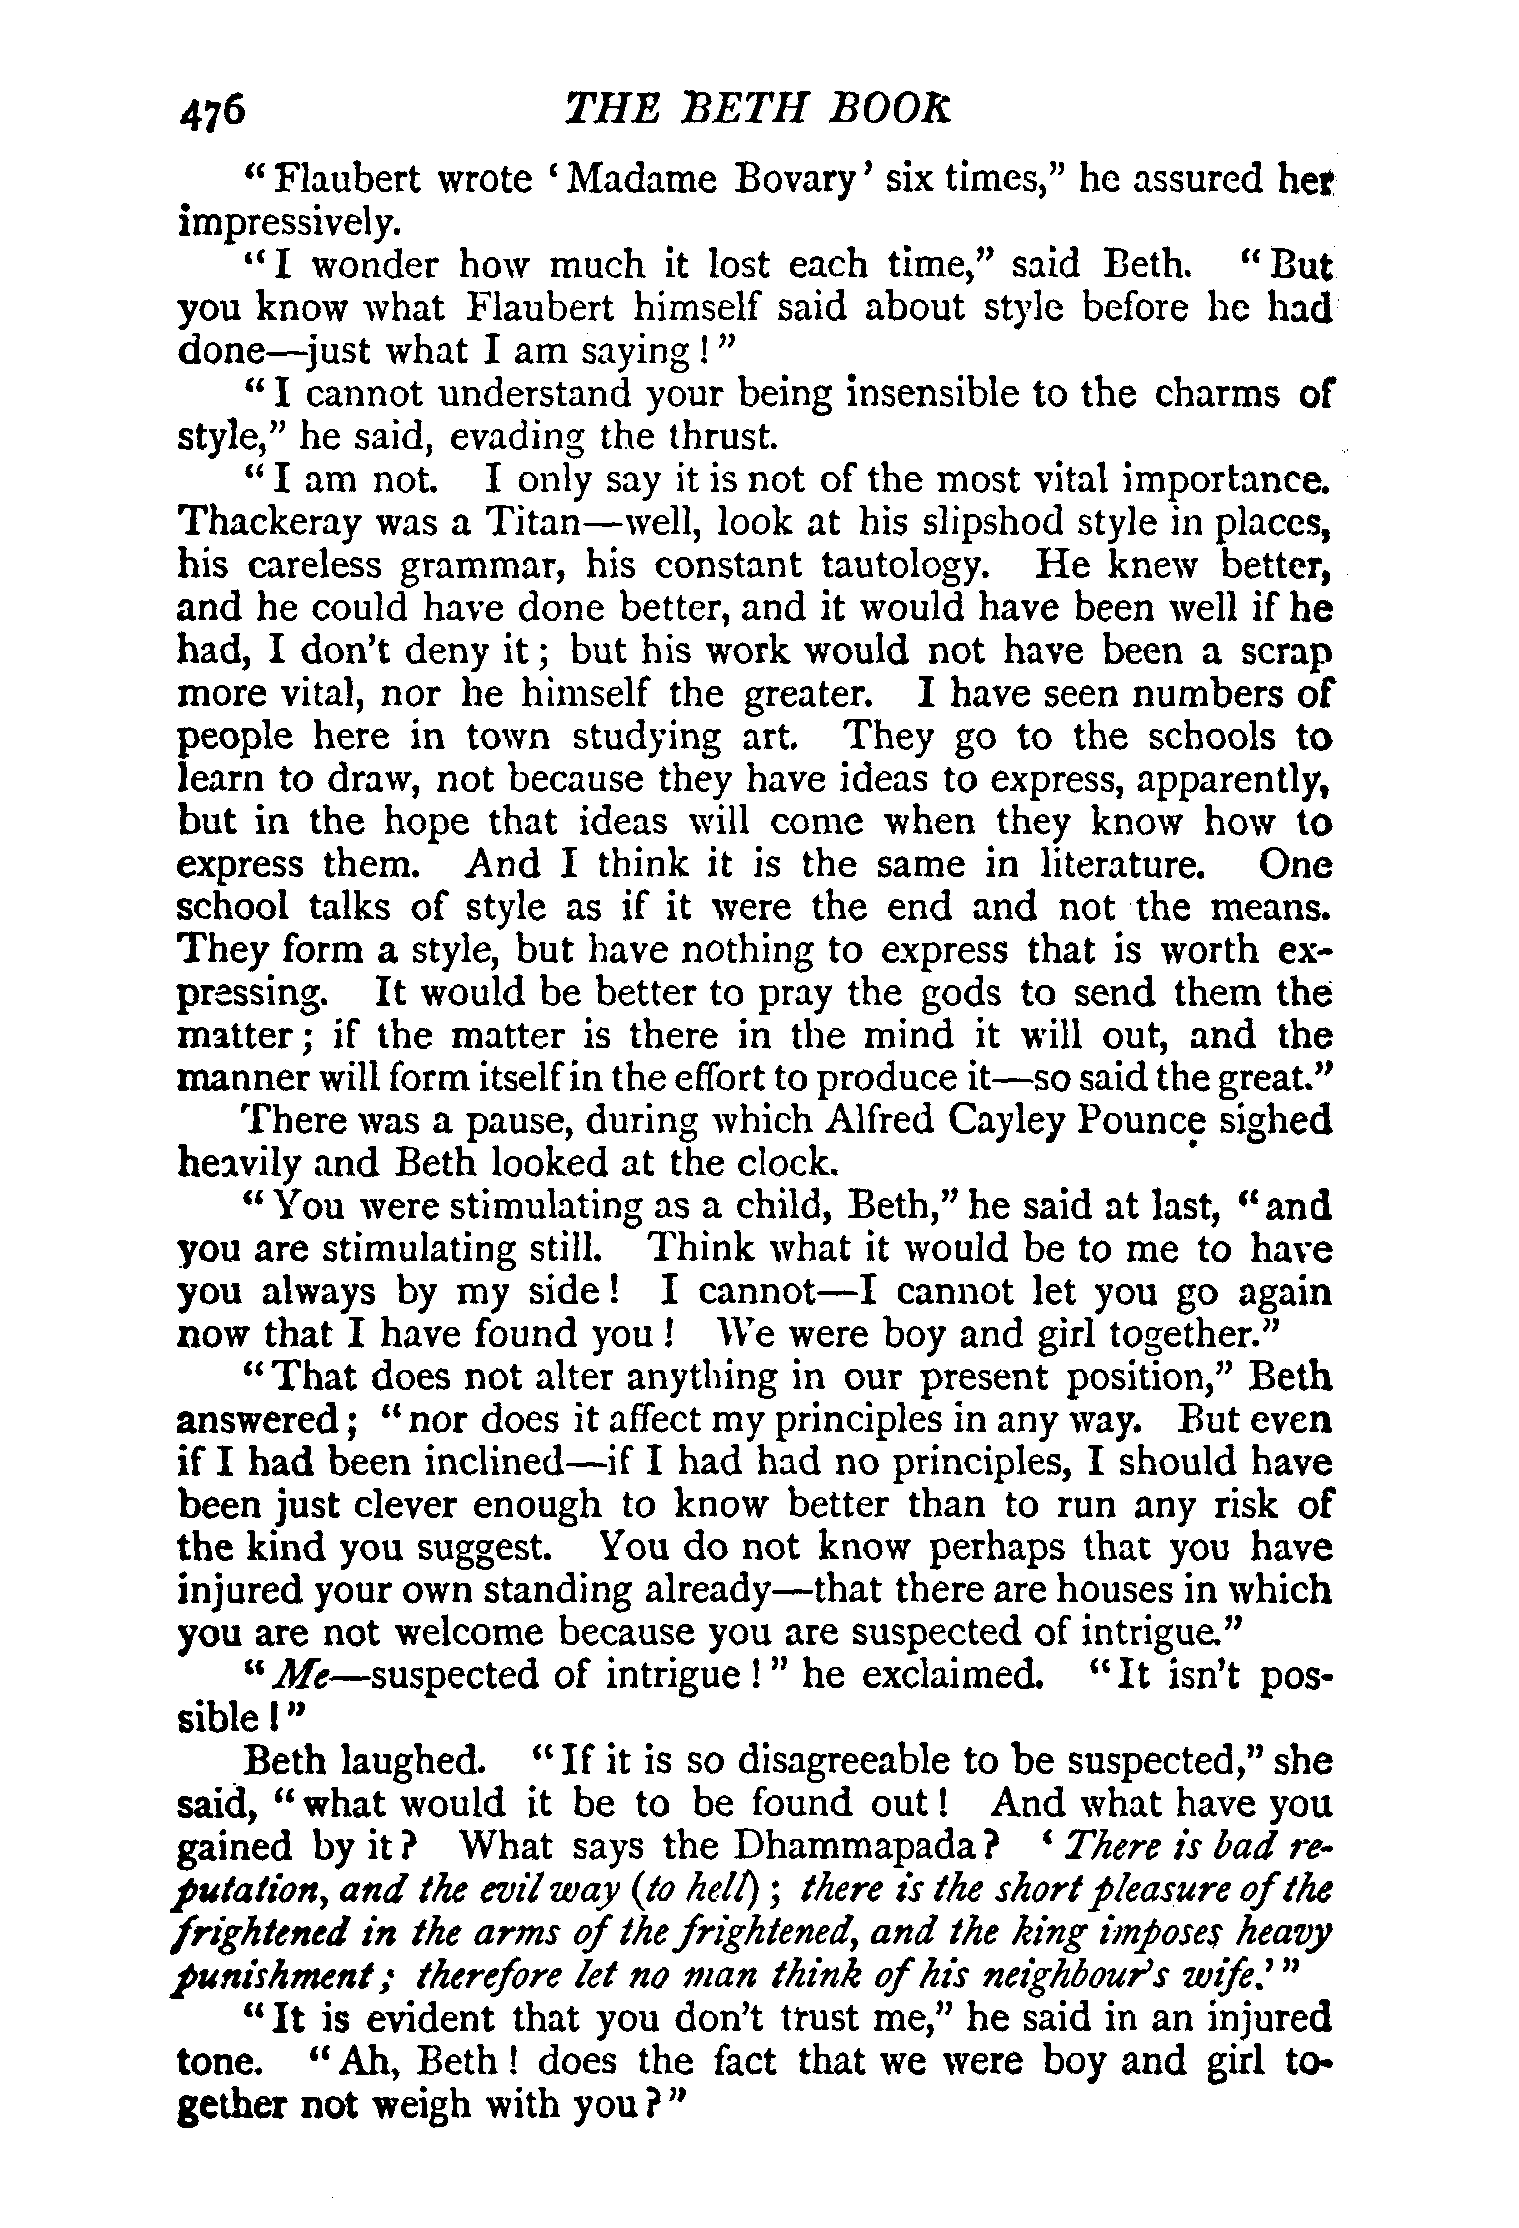 476 THE BETH BOOK
"Flaubert wrote 'Madame Bovary' six times," he assured her
impressively.
"I wonder how much it lost each time," said Beth. "But
you know what Flaubert himself said about style before he had
done—just what I am saying!"
"I cannot understand your being insensible to the charms of
style," he said, evading the thrust.
"I am not. I only say it is not of the most vital importance.
Thackeray was a Titan—well, look at his slipshod style in places,
his careless grammar, his constant tautology. He knew better,
and he could have done better, and it would have been well if he
had, I don't deny it; but his work would not have been a scrap
more vital, nor he himself the greater. I have seen numbers of
people here in town studying art. They go to the schools to
learn to draw, not because they have ideas to express, apparently,
but in the hope that ideas will come when they know how to
express them. And I think it is the same in literature. One
school talks of style as if it were the end and not the means.
They form a style, but have nothing to express that is worth ex-
pressing. It would be better to pray the gods to send them the
matter; if the matter is there in the mind it will out, and the
manner will form itself in the effort to produce it—so said the great."
There was a pause, during which Alfred Cayley Pounce sighed
heavily and Beth looked at the clock.
"You were stimulating as a child, Beth," he said at last, "and
you are stimulating still. Think what it would be to me to have
you always by my side! I cannot—I cannot let you go again
now that I have found you! We were boy and girl together."
"That does not alter anything in our present position," Beth
answered; "nor does it affect my principles in any way. But even
if I had been inclined—if I had had no principles, I should have
been just clever enough to know better than to run any risk of
the kind you suggest. You do not know perhaps that you have
injured your own standing already—that there are houses in which
you are not welcome because you are suspected of intrigue."
"Me—suspected of intrigue!" he exclaimed. "It isn't pos-
sible!"
Beth laughed. "If it is so disagreeable to be suspected," she
said, "what would it be to be found out! And what have you
gained by it? What says the Dhammapada? 'There is bad re-
putation, and the evil way (to hell); there is the short pleasure of the
frightened in the arms of the frightened, and the king imposes heavy
punishment; therefore let no man think of his neighbour's wife.'"
"It is evident that you don't trust me," he said in an injured
tone. "Ah, Beth! does the fact that we were boy and girl to-
gether not weigh with you?"